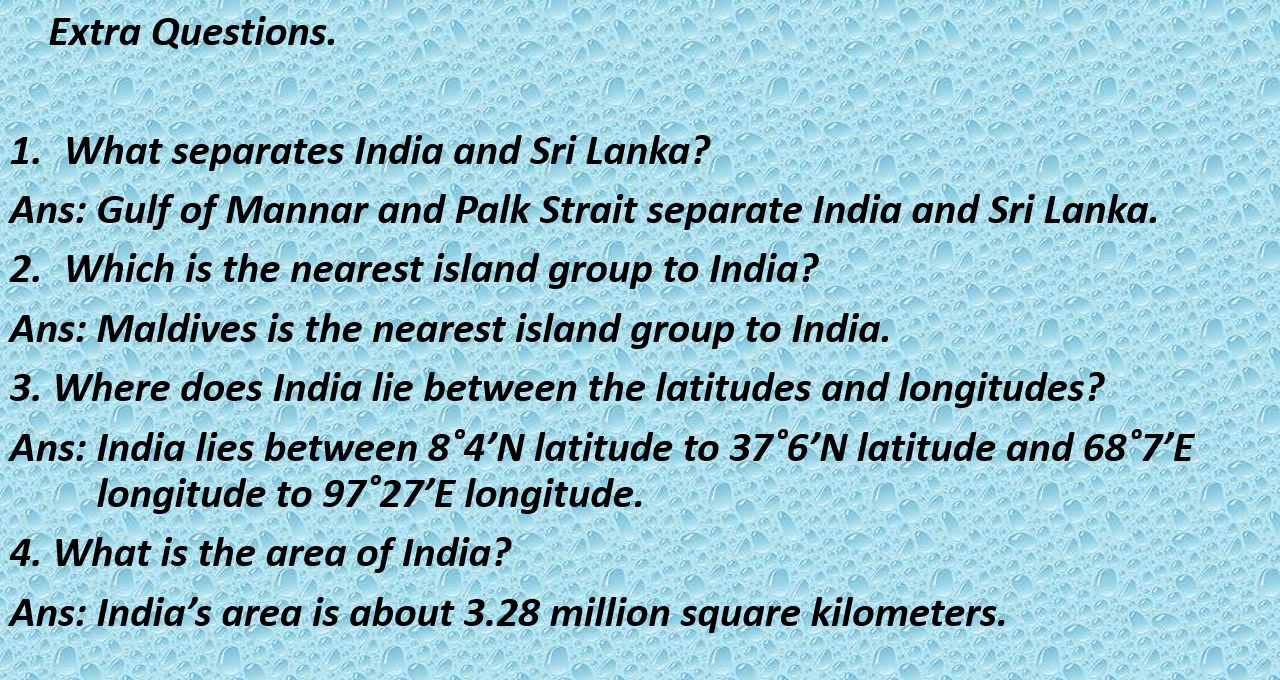 Extra Questions.
1. What separates India and Sri Lanka?
Ans: Gulf of Mannar and Palk Strait separate India and Sri Lanka.
2. Which is the nearest island group to India?
Ans: Maldives is the nearest island group to India.
3. Where does India lie between the latitudes and longitudes?
Ans: India lies between 8˚4’N latitude to 37˚6’N latitude and 68˚7’E
longitude to 97˚27’E longitude.
4. What is the area of India?
Ans: India’s area is about 3.28 million square kilometers.